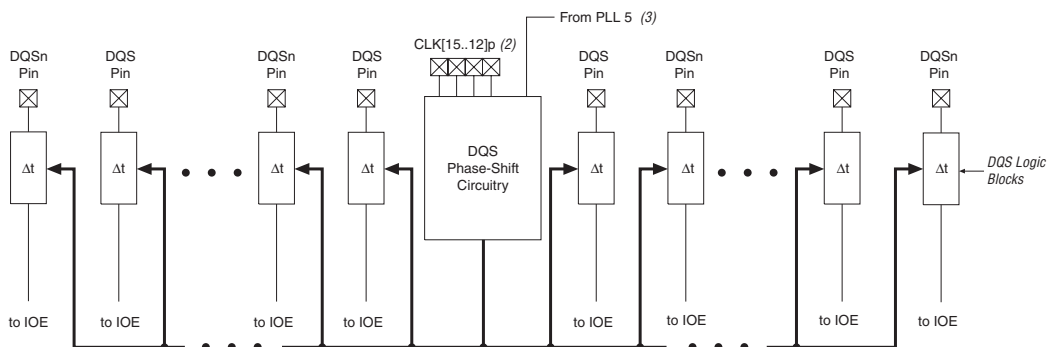 From PLL 5 (3)
CLK[15..12]p (2)
DQSn
Pin
DQS
Pin
DQSn
Pin
DQS
Pin
DQS
Pin
DQSn
Pin
DQS
Pin
DQSn
Pin
Δt
Δt
Δt
Δt
DQS
Phase-Shift
Circuitry
Δt
Δt
Δt
Δt
DQS Logic
Blocks
to IOE
to IOE
to IOE
to IOE
to IOE
to IOE
to IOE
to IOE